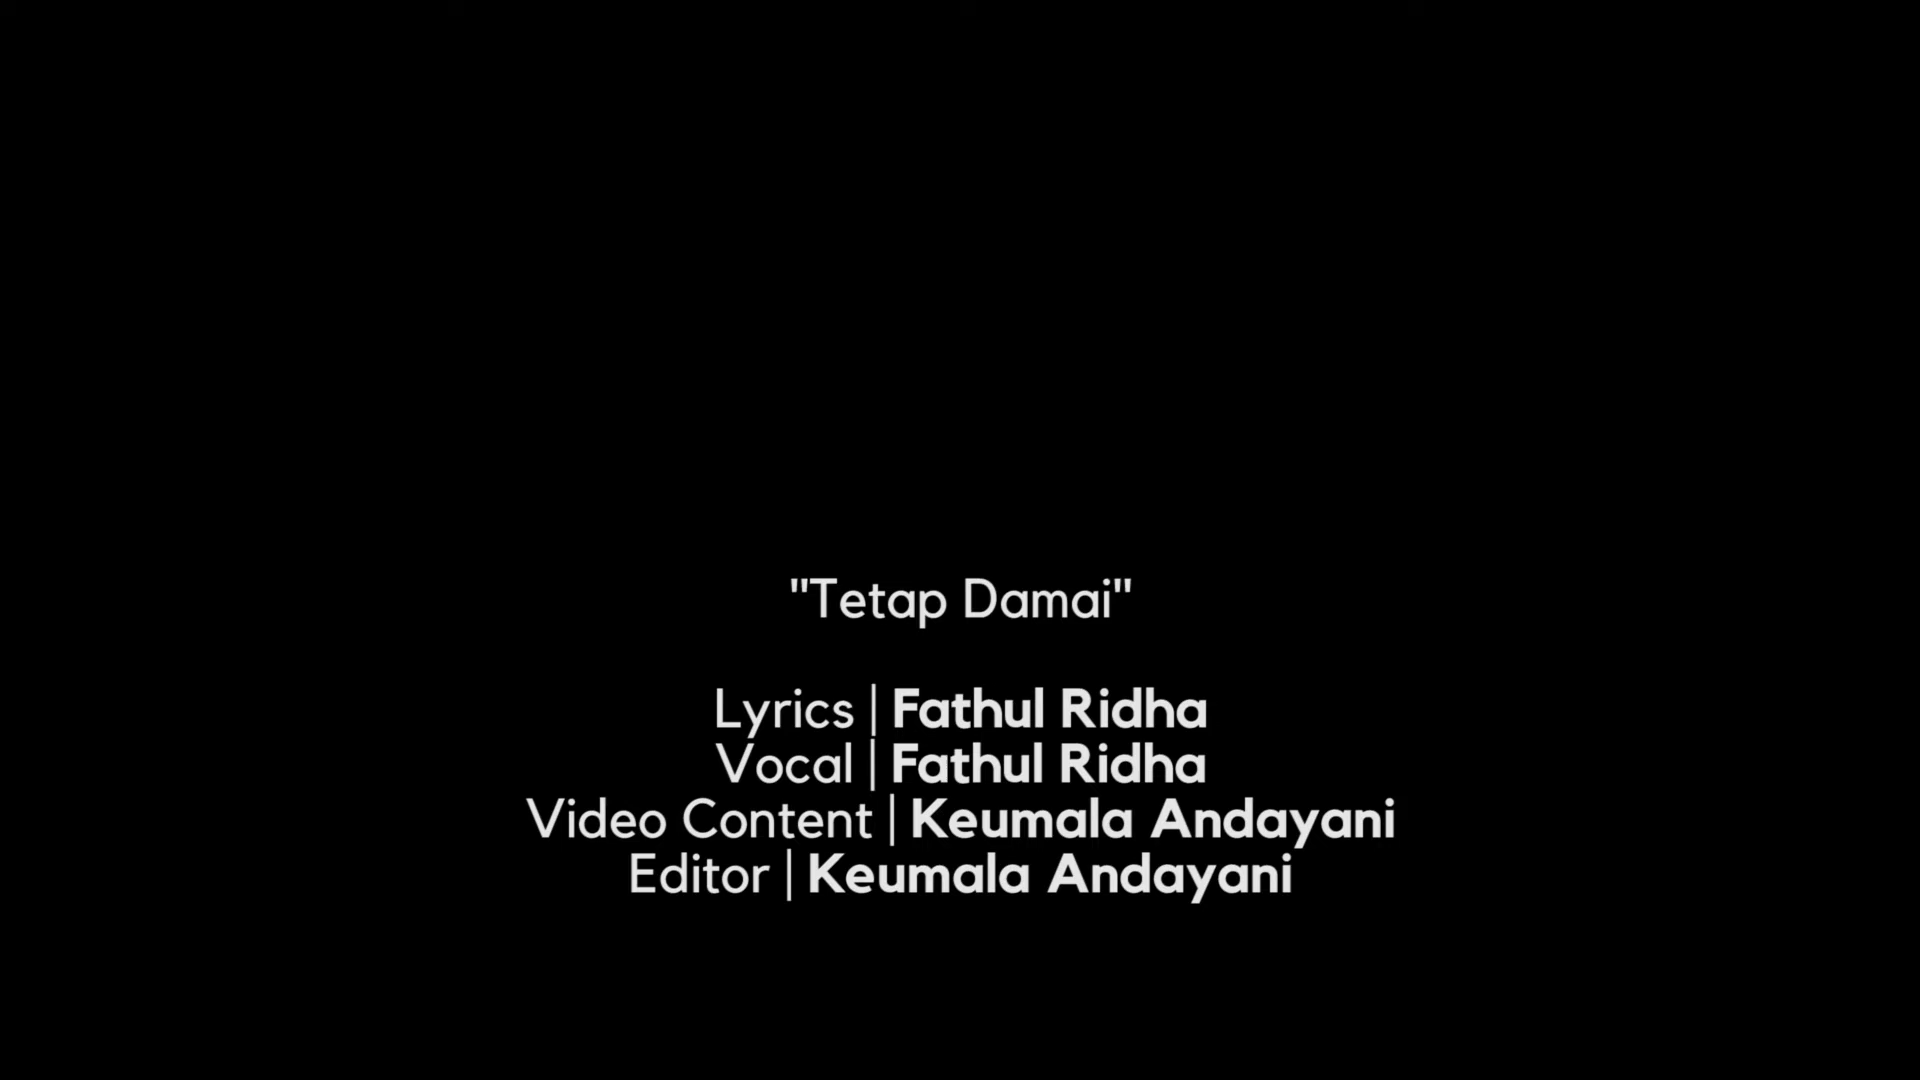 "Tetap Damai"
Lyrics | Fathul Ridha
Vocal | Fathul Ridha
Video Content | Keumala Andayani
Editor | Keumala Andayani